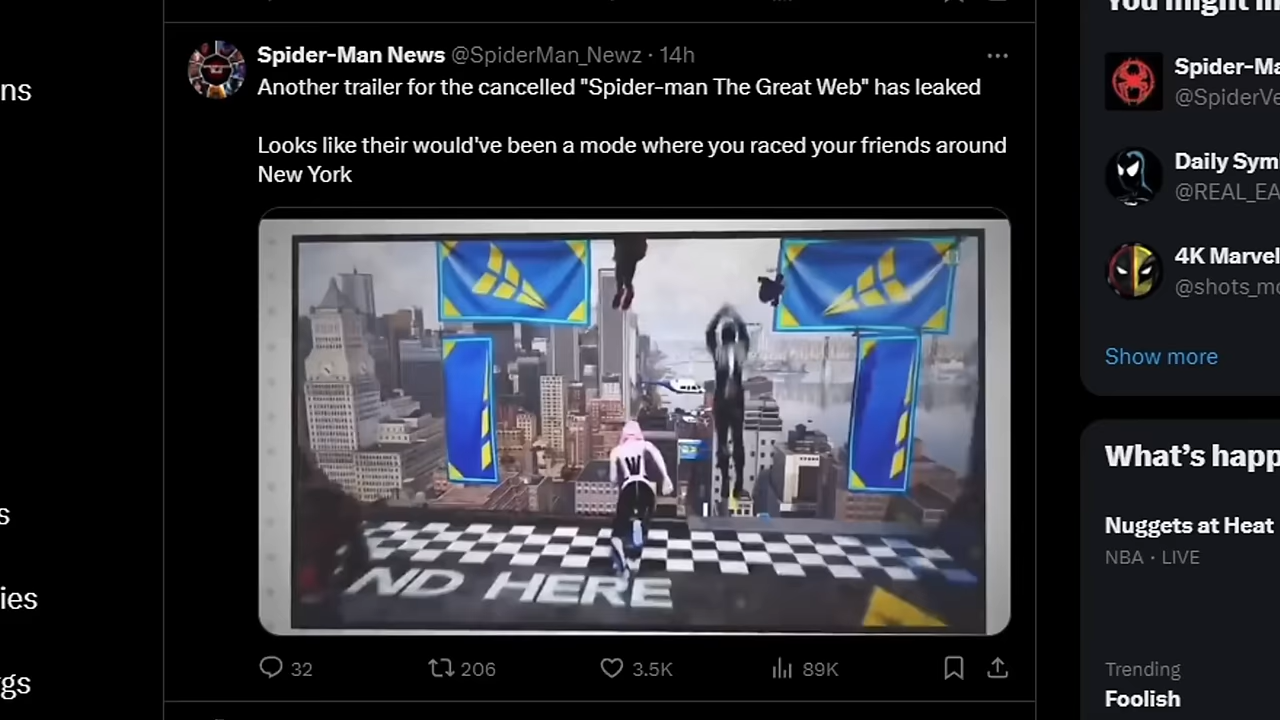 You might
ns
Spider-Man News @SpiderMan_Newz · 14h
Another trailer for the cancelled "Spider-man The Great Web" has leaked
Looks like their would've been a mode where you raced your friends around
New York
ND HERE
32 206 3.5K 89K
s
ies
gs
Spider-Ma
@SpiderVe
Daily Sym
@REAL_EA
4K Marvel
@shots_mo
Show more
What's happ
Nuggets at Heat
NBA · LIVE
Trending
Foolish